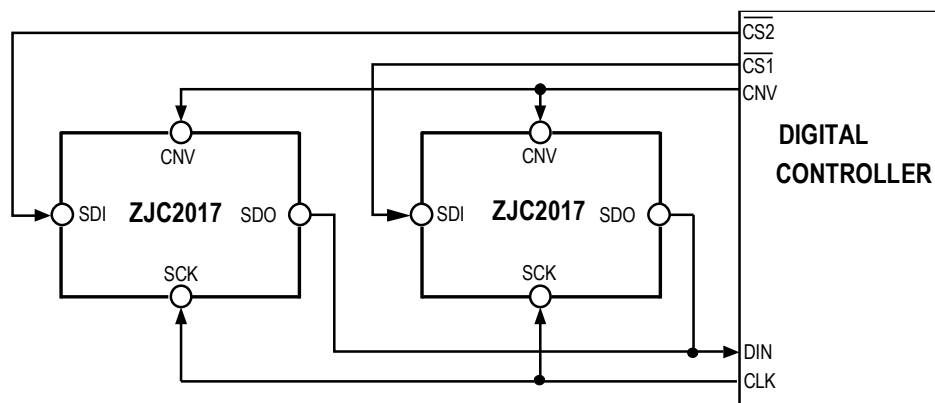 CS2
CS1
CNV
DIGITAL
CONTROLLER
CNV
CNV
SDI ZJC2017 SDO
SDI ZJC2017 SDO
SCK
SCK
DIN
CLK